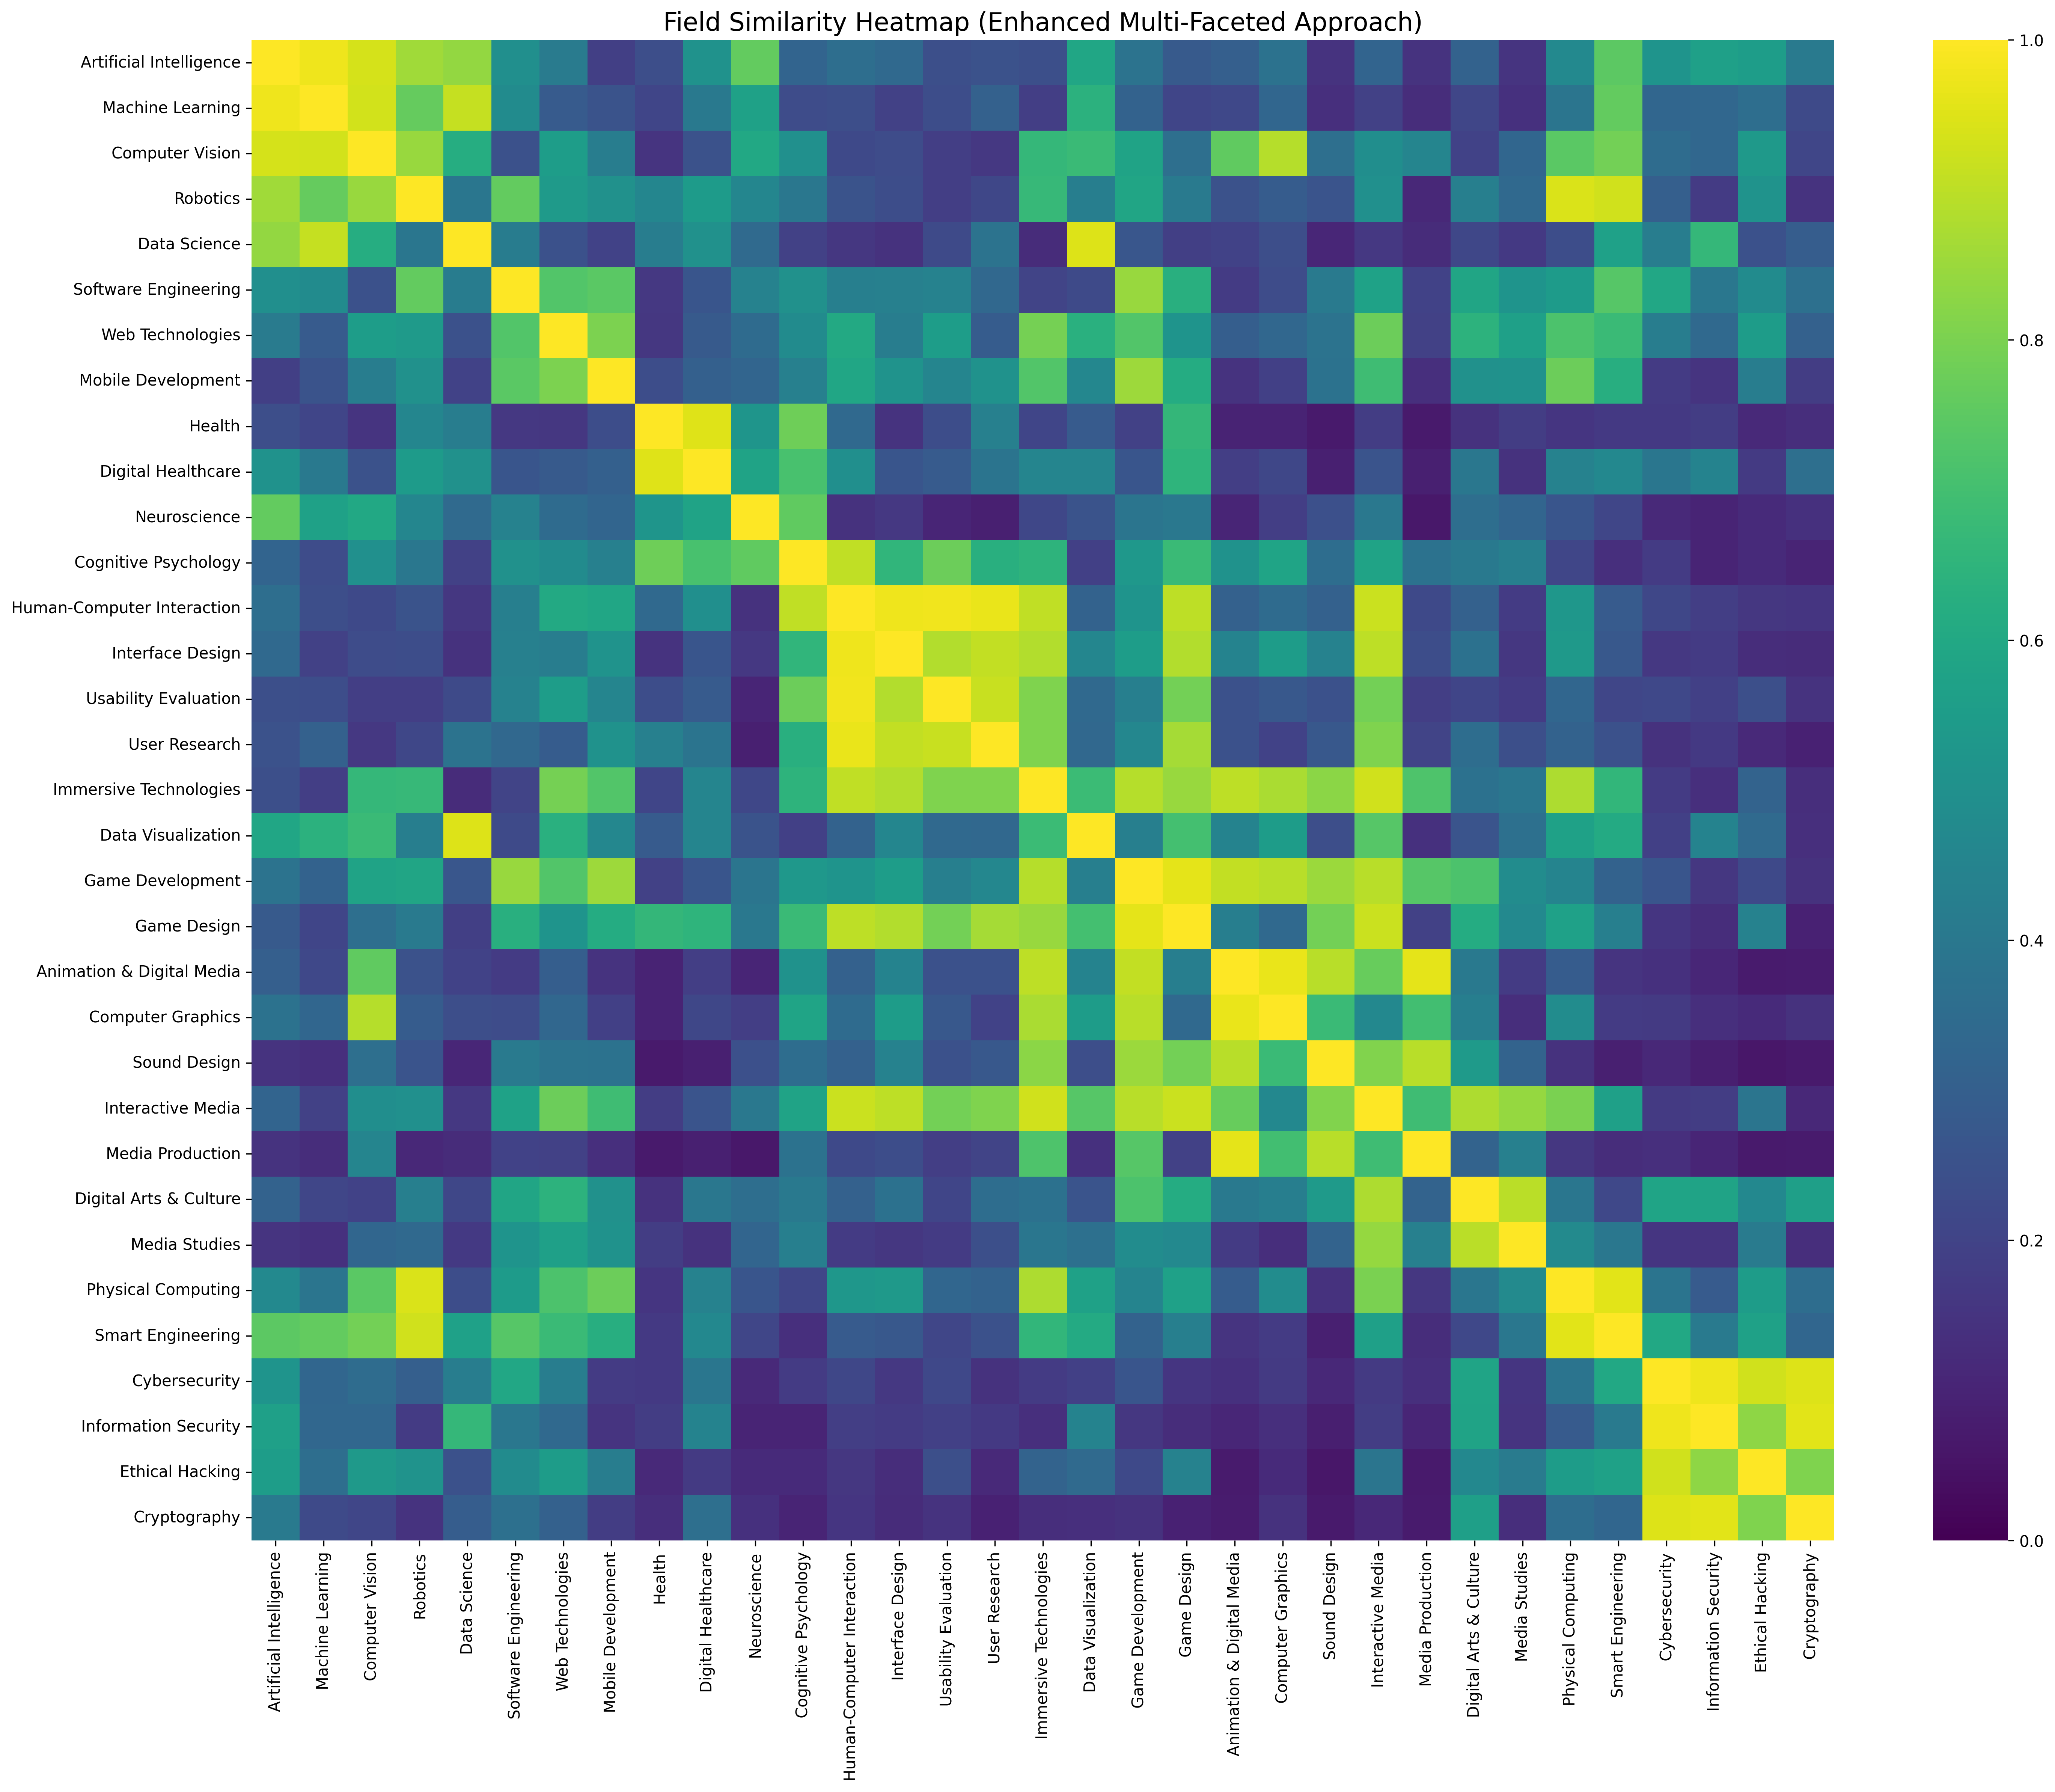 Field Similarity Heatmap (Enhanced Multi-Faceted Approach)
Artificial Intelligence
Machine Learning
Computer Vision
Robotics
Data Science
Software Engineering
Web Technologies
Mobile Development
Health
Digital Healthcare
Neuroscience
Cognitive Psychology
Human-Computer Interaction
Interface Design
Usability Evaluation
User Research
Immersive Technologies
Data Visualization
Game Development
Game Design
Animation & Digital Media
Computer Graphics
Sound Design
Interactive Media
Media Production
Digital Arts & Culture
Media Studies
Physical Computing
Smart Engineering
Cybersecurity
Information Security
Ethical Hacking
Cryptography
Artificial Intelligence
Machine Learning
Computer Vision
Robotics
Data Science
Software Engineering
Web Technologies
Mobile Development
Health
Digital Healthcare
Neuroscience
Cognitive Psychology
Human-Computer Interaction
Interface Design
Usability Evaluation
User Research
Immersive Technologies
Data Visualization
Game Development
Game Design
Animation & Digital Media
Computer Graphics
Sound Design
Interactive Media
Media Production
Digital Arts & Culture
Media Studies
Physical Computing
Smart Engineering
Cybersecurity
Information Security
Ethical Hacking
Cryptography
1.0
0.8
0.6
0.4
0.2
0.0